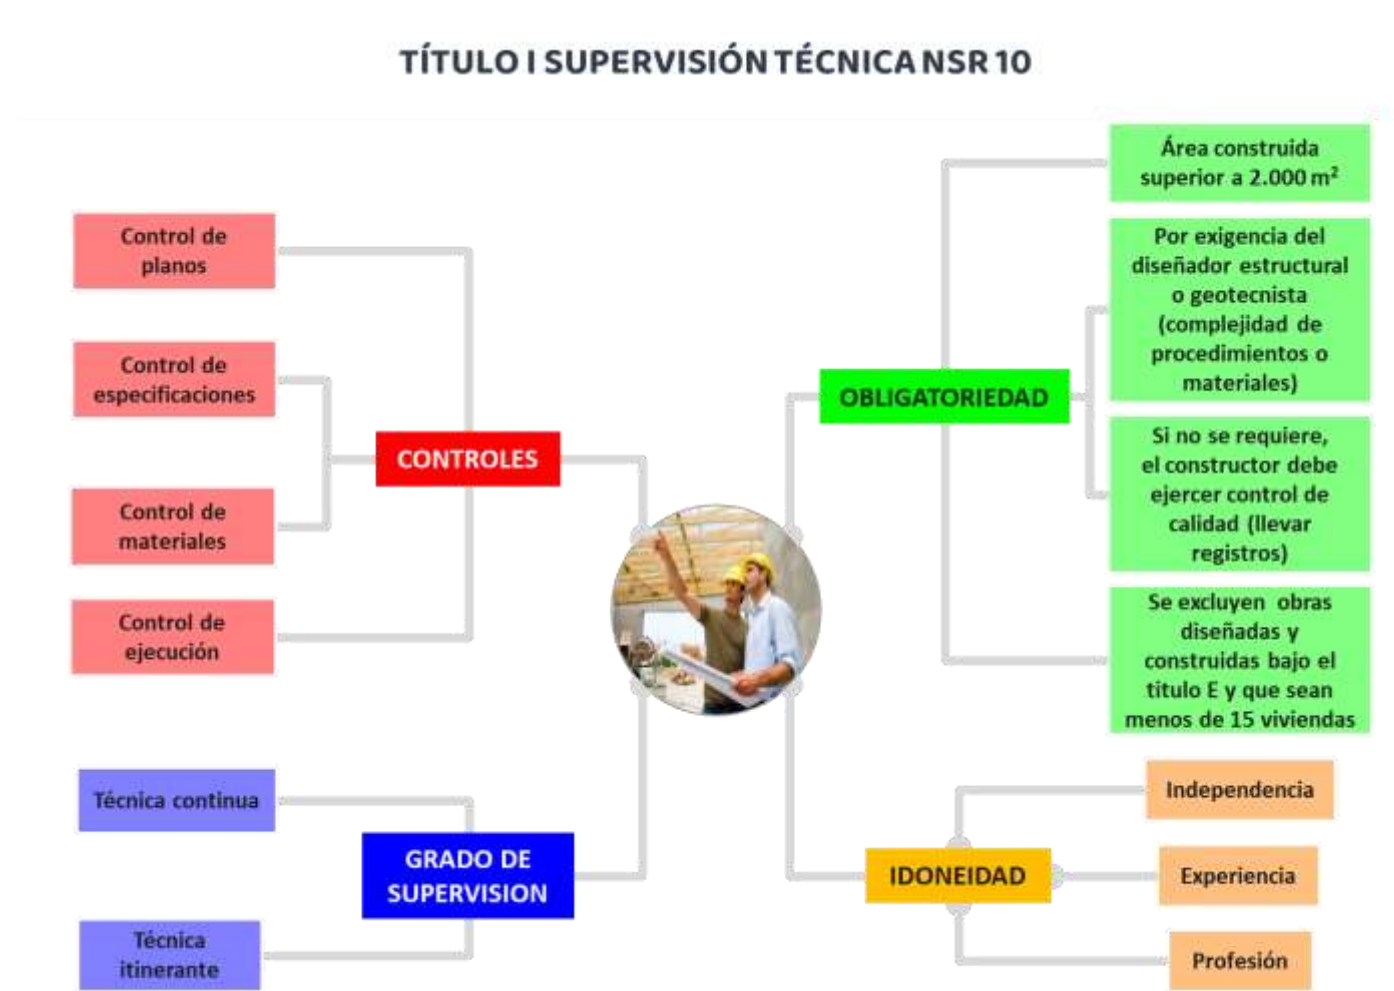 TÍTULO I SUPERVISIÓN TÉCNICA NSR 10
Control de
planos
Control de
especificaciones
Control de
materiales
Control de
ejecución
CONTROLES
Técnica continua
Técnica
itinerante
GRADO DE
SUPERVISION
OBLIGATORIEDAD
Área construida
superior a 2.000 m²
Por exigencia del
diseñador estructural
o geotecnista
(complejidad de
procedimientos o
materiales)
Si no se requiere,
el constructor debe
ejercer control de
calidad (llevar
registros)
Se excluyen obras
diseñadas y
construidas bajo el
titulo E y que sean
menos de 15 viviendas
IDONEIDAD
Independencia
Experiencia
Profesión